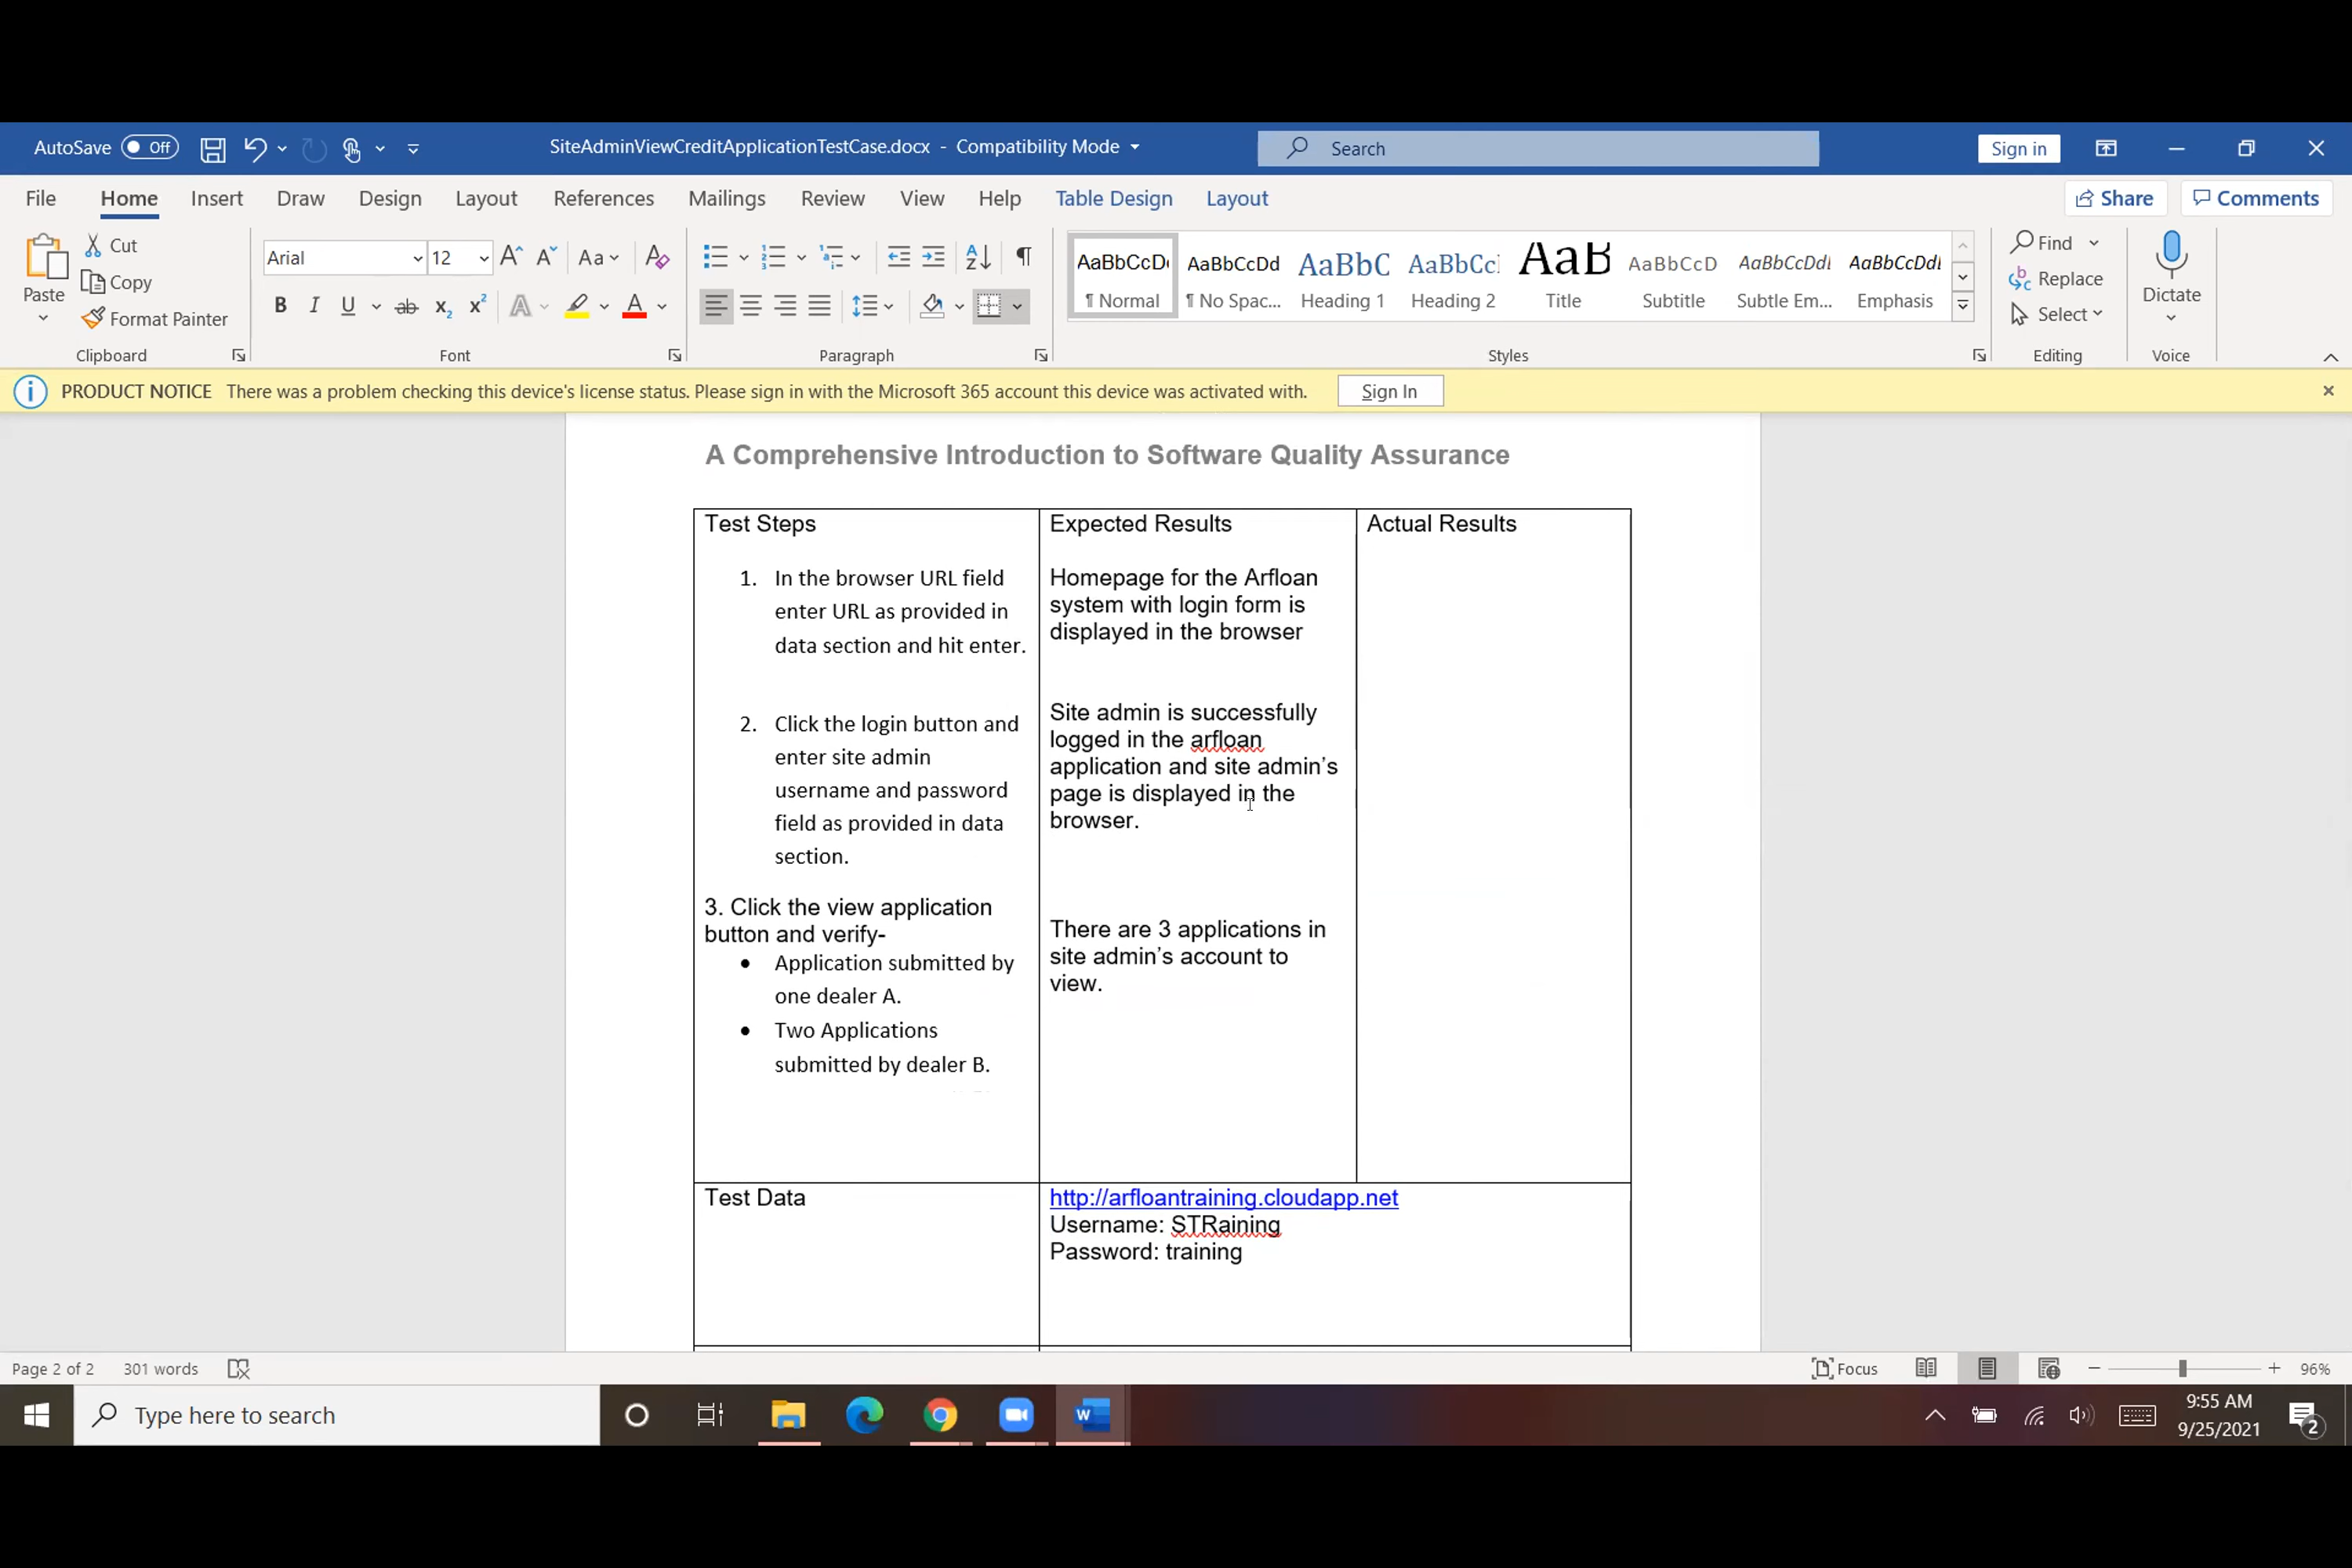 AutoSave Off SiteAdminViewCreditApplicationTestCase.docx - Compatibility Mode Search Sign in
File Home Insert Draw Design Layout References Mailings Review View Help Table Design Layout Share Comments
Paste Cut Copy Format Painter
Clipboard
Arial 12 Aa
B I U ab x2 x2 A A
Font
Paragraph
AaBbCcDd AaBbCcDd AaBbC AaBbCcI AaB AaBbCcD AaBbCcDdI AaBbCcDdI
¶ Normal ¶ No Spac... Heading 1 Heading 2 Title Subtitle Subtle Em... Emphasis
Styles
Find
Replace
Select
Editing
Dictate
Voice
PRODUCT NOTICE There was a problem checking this device's license status. Please sign in with the Microsoft 365 account this device was activated with. Sign In
A Comprehensive Introduction to Software Quality Assurance
Test Steps
1. In the browser URL field
enter URL as provided in
data section and hit enter.
2. Click the login button and
enter site admin
username and password
field as provided in data
section.
3. Click the view application
button and verify-
• Application submitted by
one dealer A.
• Two Applications
submitted by dealer B.
Expected Results
Homepage for the Arfloan
system with login form is
displayed in the browser
Site admin is successfully
logged in the arfloan
application and site admin’s
page is displayed in the
browser.
There are 3 applications in
site admin’s account to
view.
Actual Results
Test Data
http://arfloantraining.cloudapp.net
Username: STRaining
Password: training
Page 2 of 2 301 words Focus 96%
Type here to search
9:55 AM
9/25/2021
2